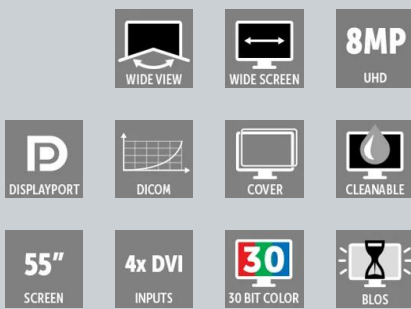 WIDE VIEW
WIDE SCREEN
8MP
UHD
DISPLAYPORT
DICOM
COVER
CLEANABLE
55"
SCREEN
4x DVI
INPUTS
30
30 BIT COLOR
BLOS